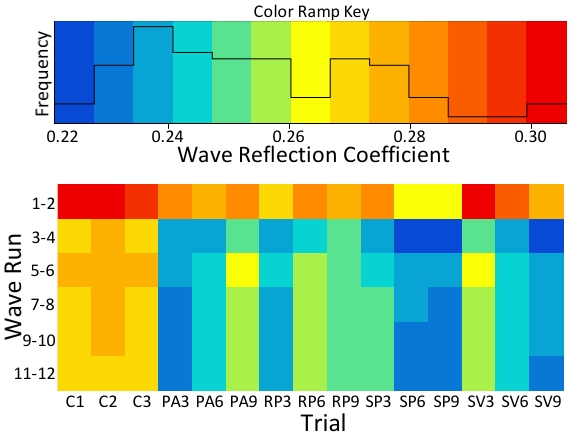 Color Ramp Key
Frequency
0.22 0.24 0.26 0.28 0.30
Wave Reflection Coefficient
Wave Run
1-2
3-4
5-6
7-8
9-10
11-12
C1 C2 C3 PA3 PA6 PA9 RP3 RP6 RP9 SP3 SP6 SP9 SV3 SV6 SV9
Trial